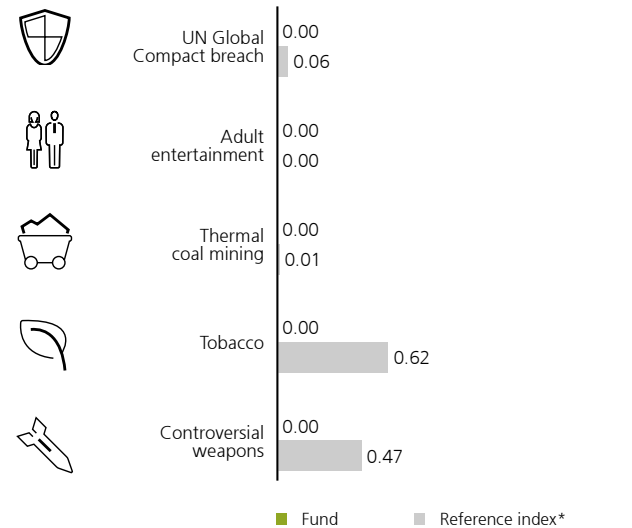 UN Global
Compact breach
0.00
0.06
Adult
entertainment
0.00
0.00
Thermal
coal mining
0.00
0.01
Tobacco
0.00
0.62
Controversial
weapons
0.00
0.47
Fund
Reference index*